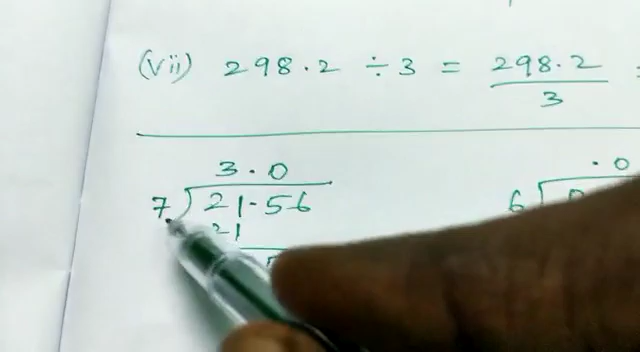 (vii) 298.2 ÷ 3 = 298.2 / 3 =
3.0
7 ) 21.56
21
.0
6